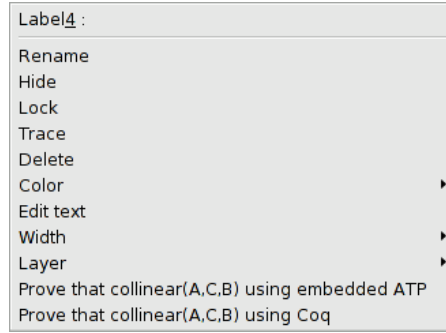 Label4 :
Rename
Hide
Lock
Trace
Delete
Color
Edit text
Width
Layer
Prove that collinear(A,C,B) using embedded ATP
Prove that collinear(A,C,B) using Coq